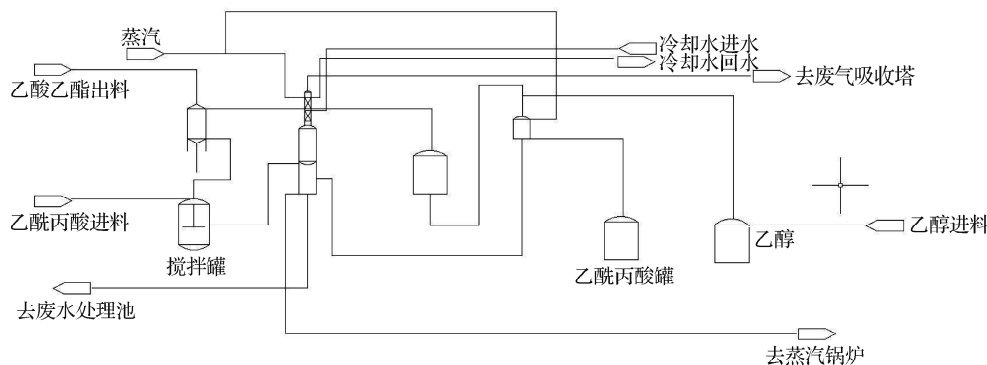 蒸汽
冷却水进水
冷却水回水
去废气吸收塔
乙酸乙酯出料
乙酰丙酸进料
搅拌罐
乙酰丙酸罐
乙醇
乙醇进料
去废水处理池
去蒸汽锅炉